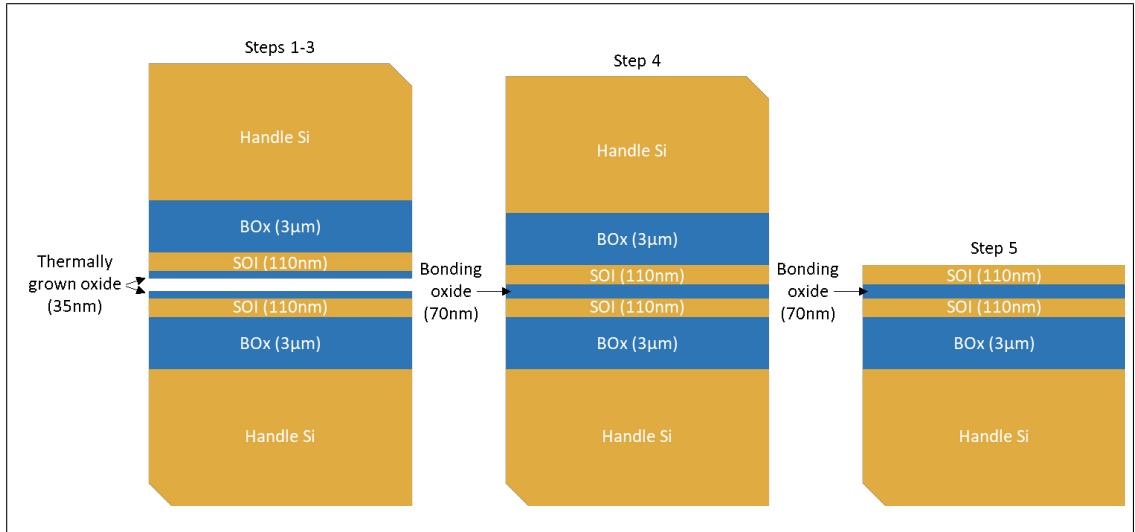 Steps 1-3
Handle Si
BOx (3µm)
SOI (110nm)
Thermally
grown oxide
(35nm)
SOI (110nm)
BOx (3µm)
Handle Si
Step 4
Handle Si
BOx (3µm)
SOI (110nm)
Bonding
oxide
(70nm)
SOI (110nm)
BOx (3µm)
Handle Si
Step 5
SOI (110nm)
Bonding
oxide
(70nm)
SOI (110nm)
BOx (3µm)
Handle Si